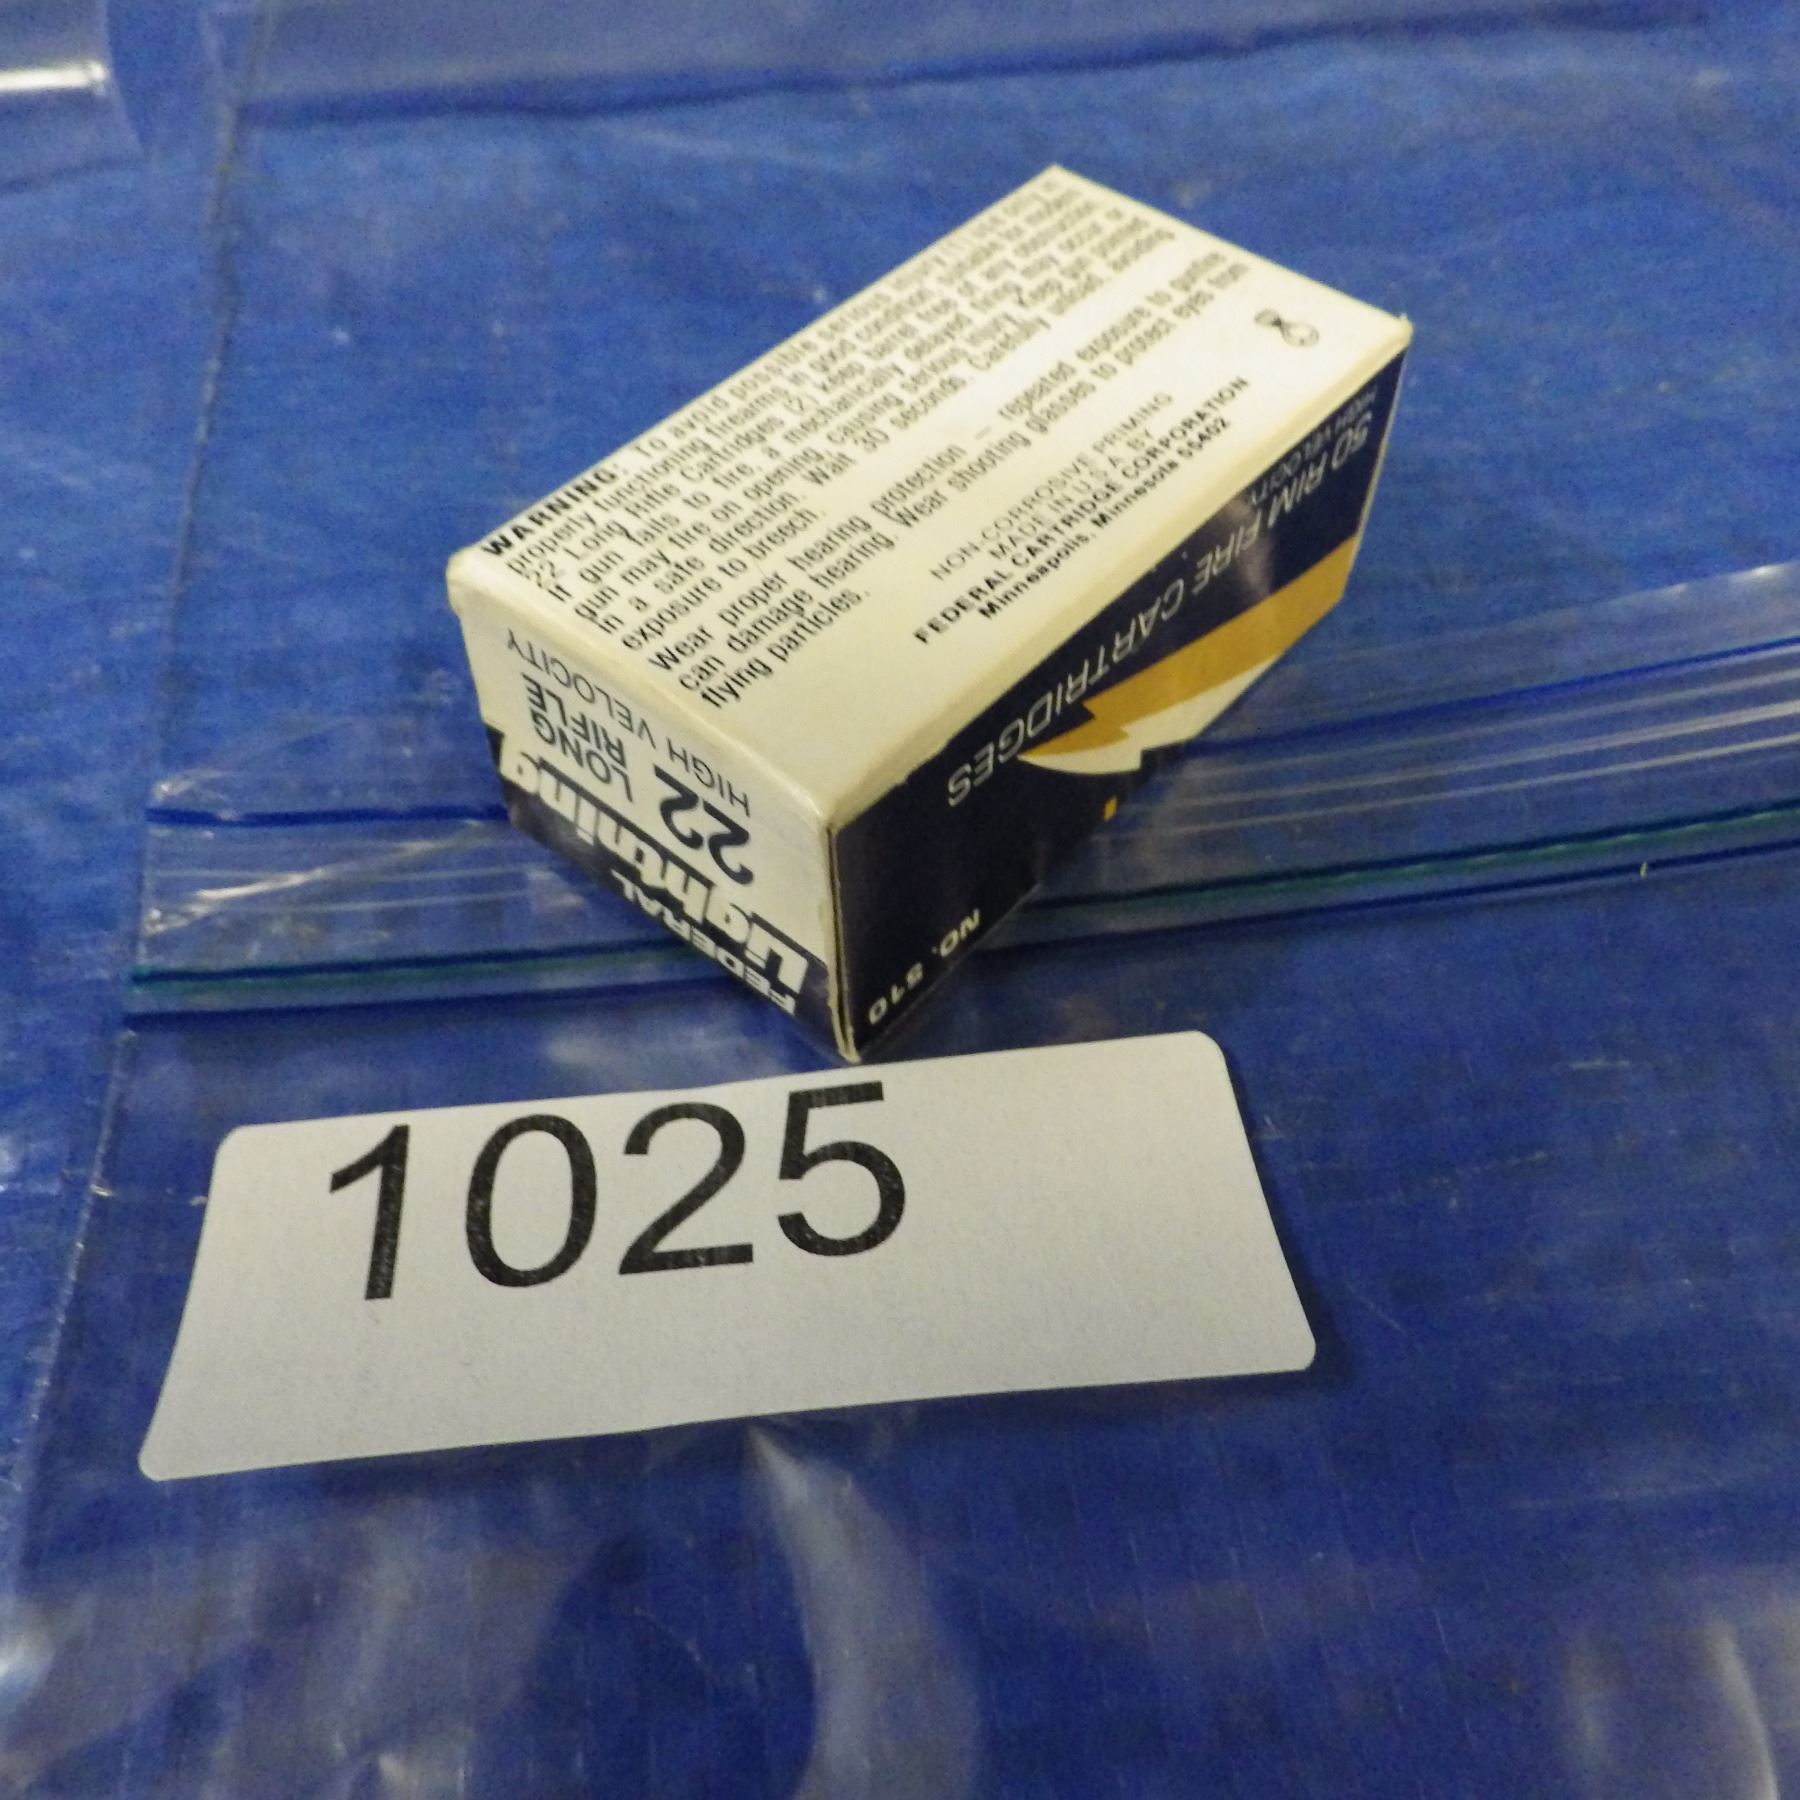 WARNING: To avoid possible serious injury
properly functioning firearms in good condition suitable for modern
22 Long Rifle Cartridges (2) keep barrel free of any obstruction
If gun fails to fire, a mechanically delayed firing may occur or
gun may fire on opening, causing serious injury. Keep gun pointed
in a safe direction. Wait 30 seconds. Carefully unload, avoiding
exposure to breech.
Wear proper hearing protection — repeated exposure to gunfire
can damage hearing. Wear shooting glasses to protect eyes from
flying particles.
8
NON-CORROSIVE PRIMING
MADE IN U.S.A. BY
FEDERAL CARTRIDGE CORPORATION
Minneapolis, Minnesota 55402
FEDERAL
Lightning
22 LONG
RIFLE
HIGH VELOCITY
NO. 510
50 RIM FIRE CARTRIDGES
HIGH VELOCITY
1025